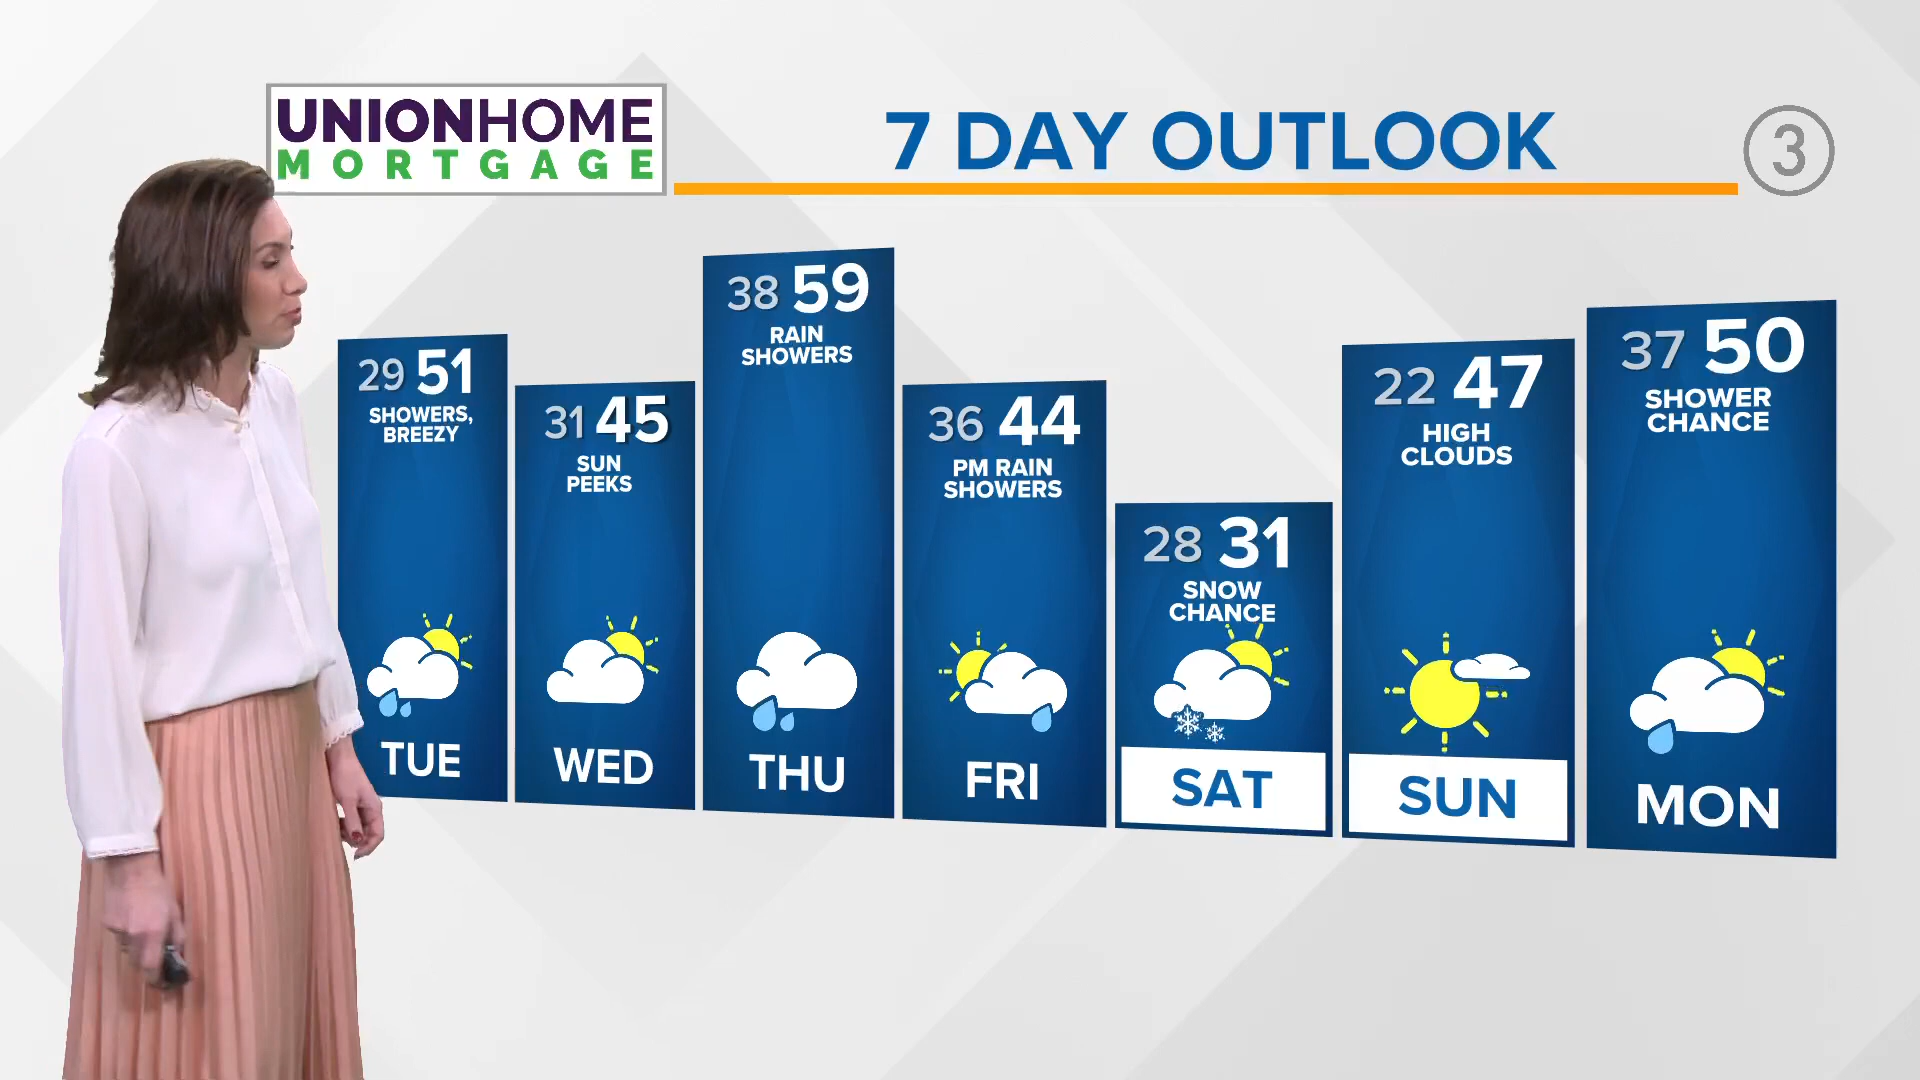 UNIONHOME
MORTGAGE
7 DAY OUTLOOK
3
29 51
SHOWERS,
BREEZY
TUE
31 45
SUN
PEEKS
WED
38 59
RAIN
SHOWERS
THU
36 44
PM RAIN
SHOWERS
FRI
28 31
SNOW
CHANCE
SAT
22 47
HIGH
CLOUDS
SUN
37 50
SHOWER
CHANCE
MON